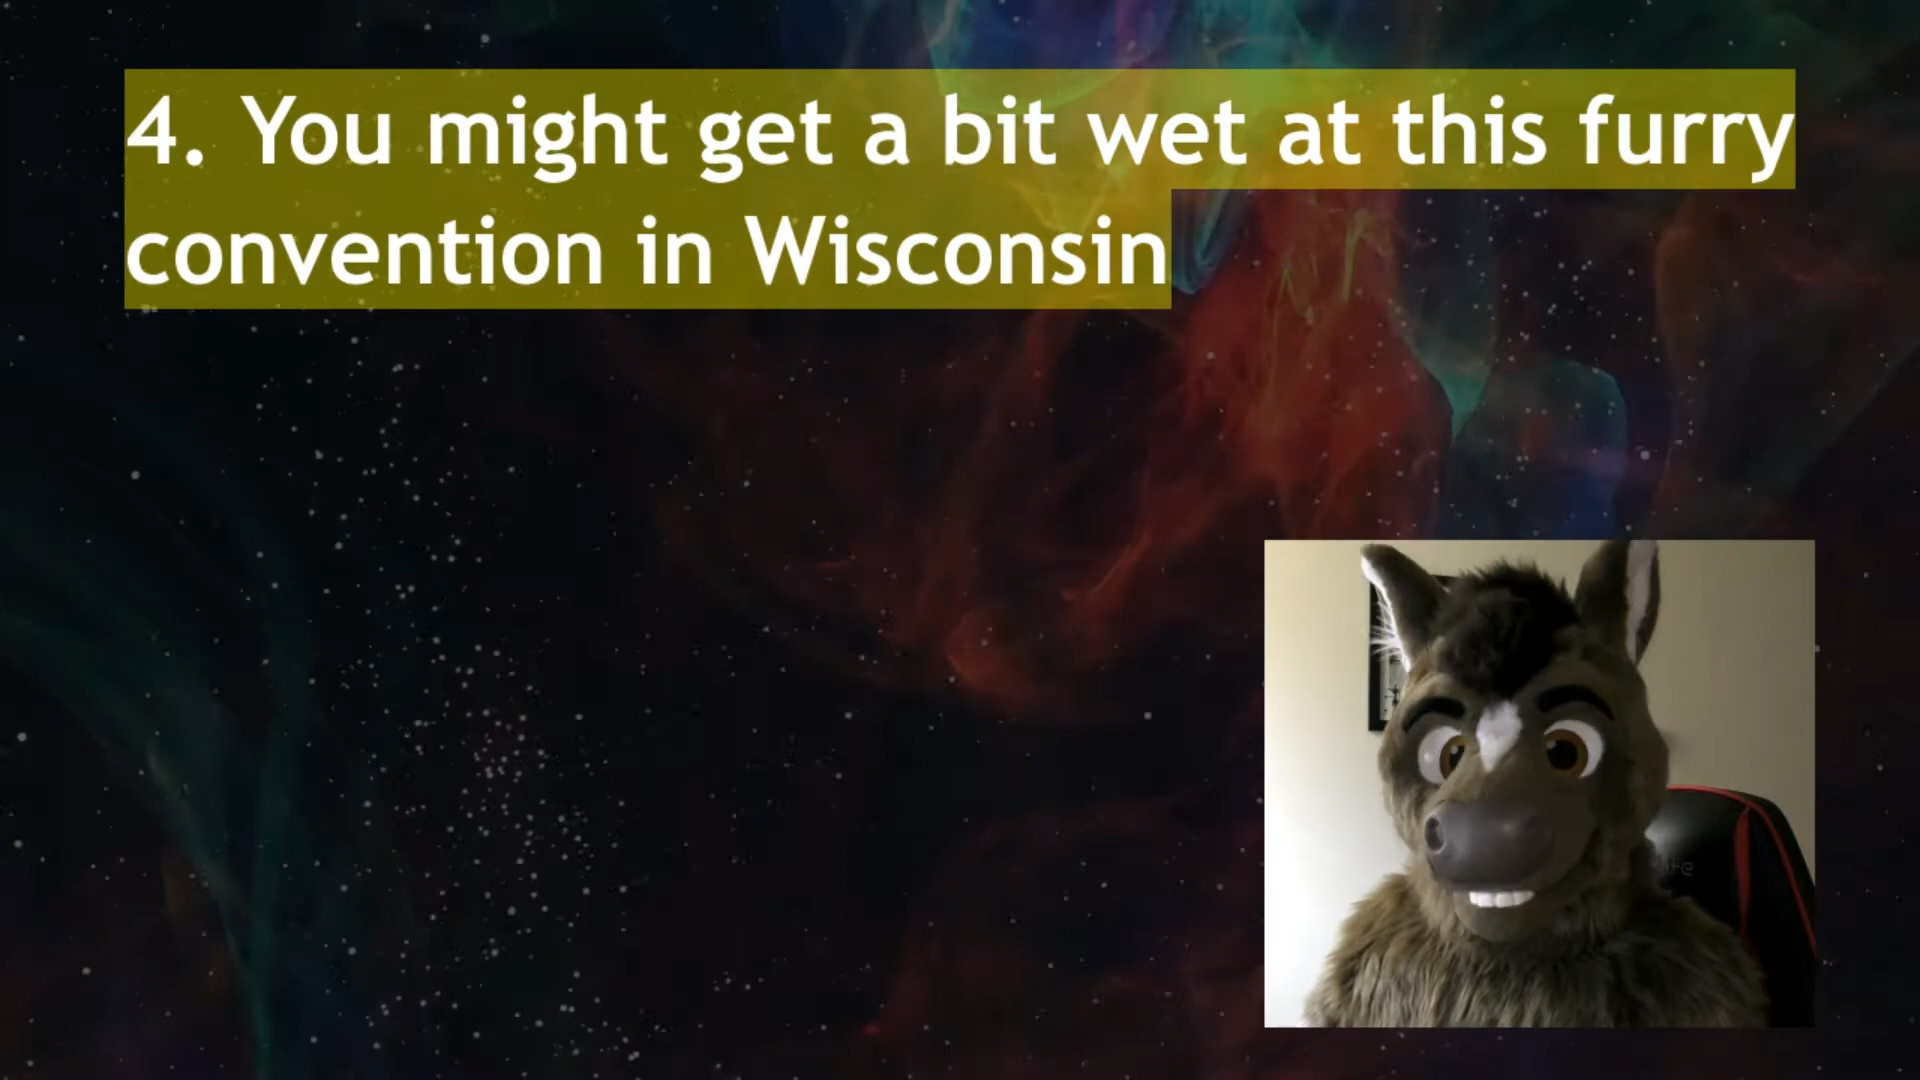 4. You might get a bit wet at this furry
convention in Wisconsin